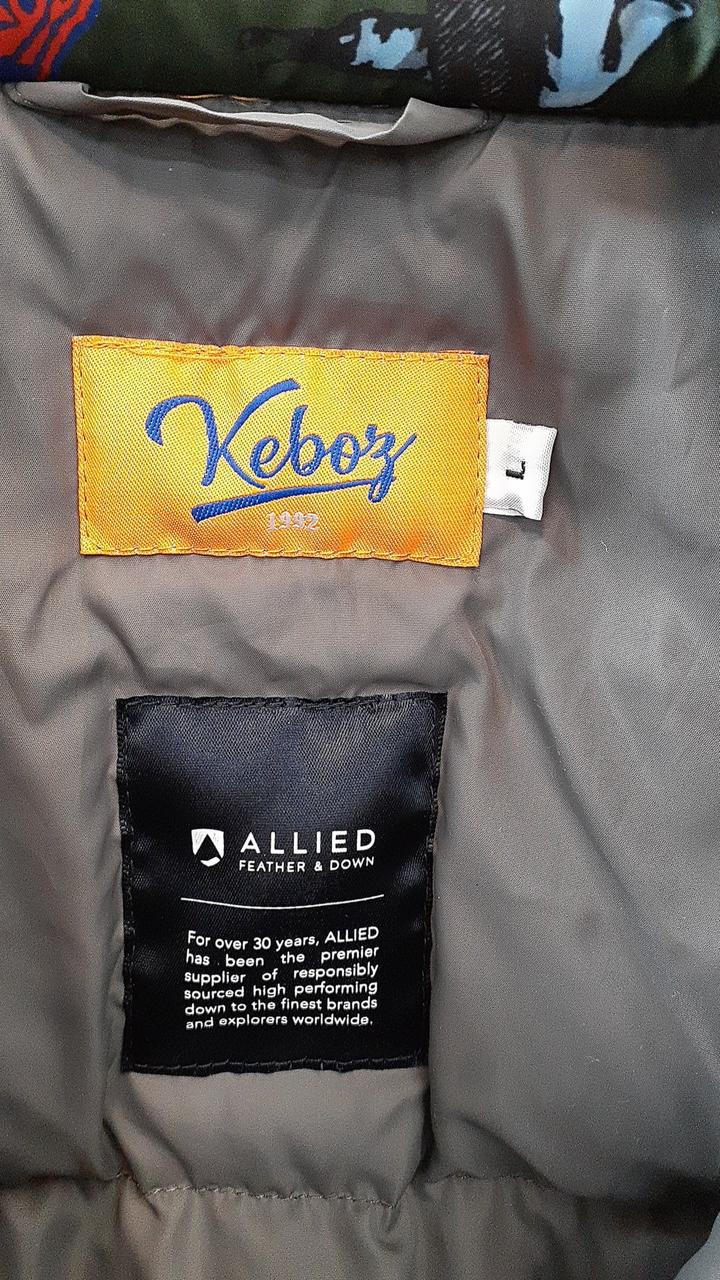 Keboz
1992
L
ALLIED
FEATHER & DOWN
For over 30 years, ALLIED
has been the premier
supplier of responsibly
sourced high performing
down to the finest brands
and explorers worldwide.